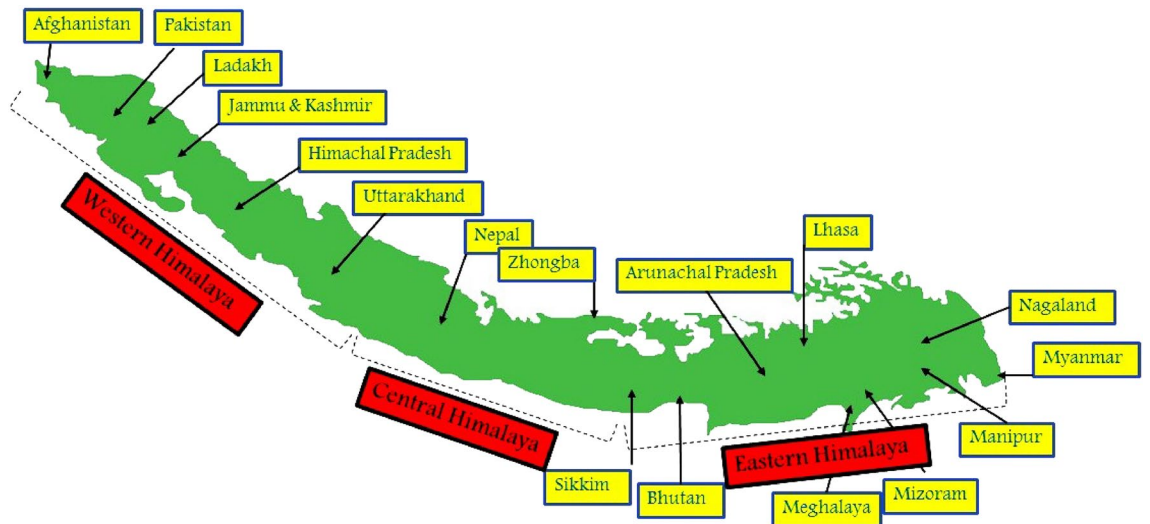 Afghanistan
Pakistan
Ladakh
Jammu & Kashmir
Himachal Pradesh
Uttarakhand
Nepal
Zhongba
Lhasa
Arunachal Pradesh
Nagaland
Myanmar
Western Himalaya
Central Himalaya
Eastern Himalaya
Manipur
Sikkim
Bhutan
Meghalaya
Mizoram